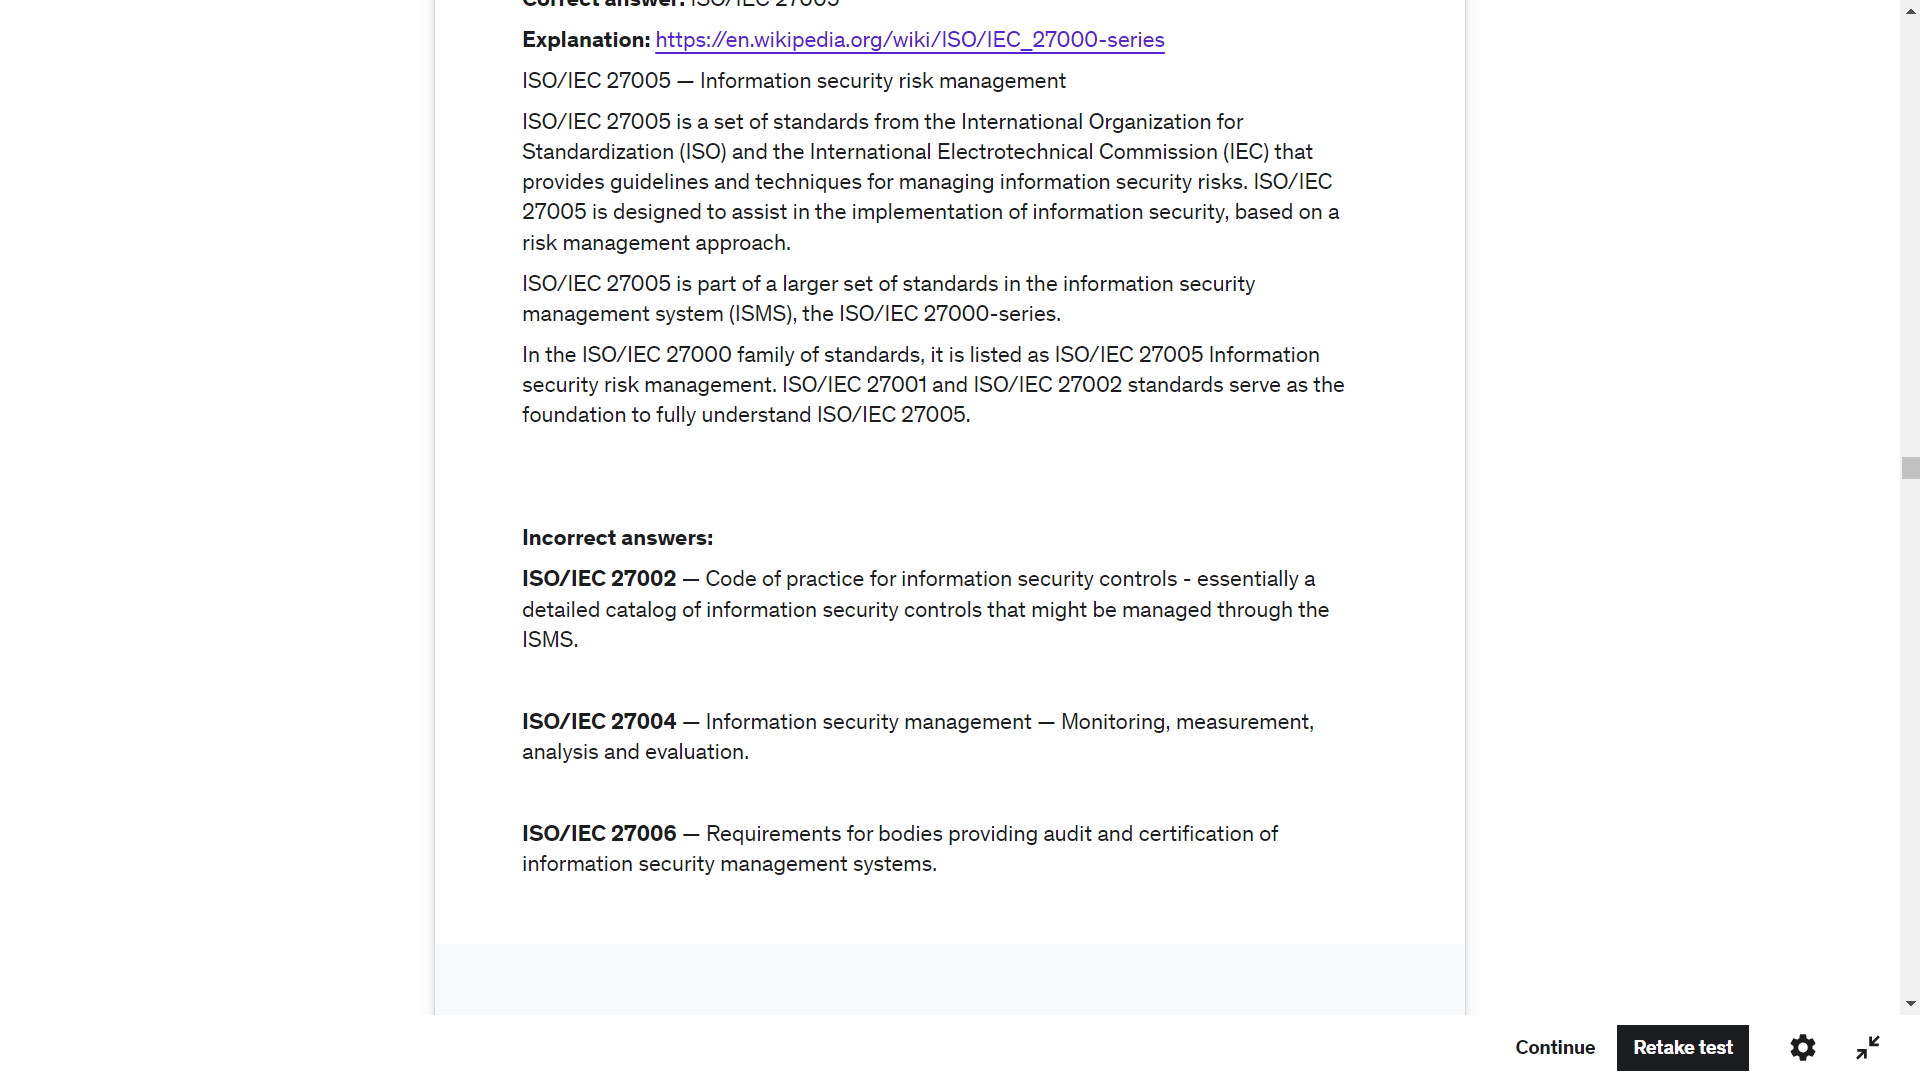 Correct answer: ISO/IEC 27005
Explanation: https://en.wikipedia.org/wiki/ISO/IEC_27000-series
ISO/IEC 27005 — Information security risk management
ISO/IEC 27005 is a set of standards from the International Organization for
Standardization (ISO) and the International Electrotechnical Commission (IEC) that
provides guidelines and techniques for managing information security risks. ISO/IEC
27005 is designed to assist in the implementation of information security, based on a
risk management approach.
ISO/IEC 27005 is part of a larger set of standards in the information security
management system (ISMS), the ISO/IEC 27000-series.
In the ISO/IEC 27000 family of standards, it is listed as ISO/IEC 27005 Information
security risk management. ISO/IEC 27001 and ISO/IEC 27002 standards serve as the
foundation to fully understand ISO/IEC 27005.
Incorrect answers:
ISO/IEC 27002 — Code of practice for information security controls - essentially a
detailed catalog of information security controls that might be managed through the
ISMS.
ISO/IEC 27004 — Information security management — Monitoring, measurement,
analysis and evaluation.
ISO/IEC 27006 — Requirements for bodies providing audit and certification of
information security management systems.
Continue
Retake test